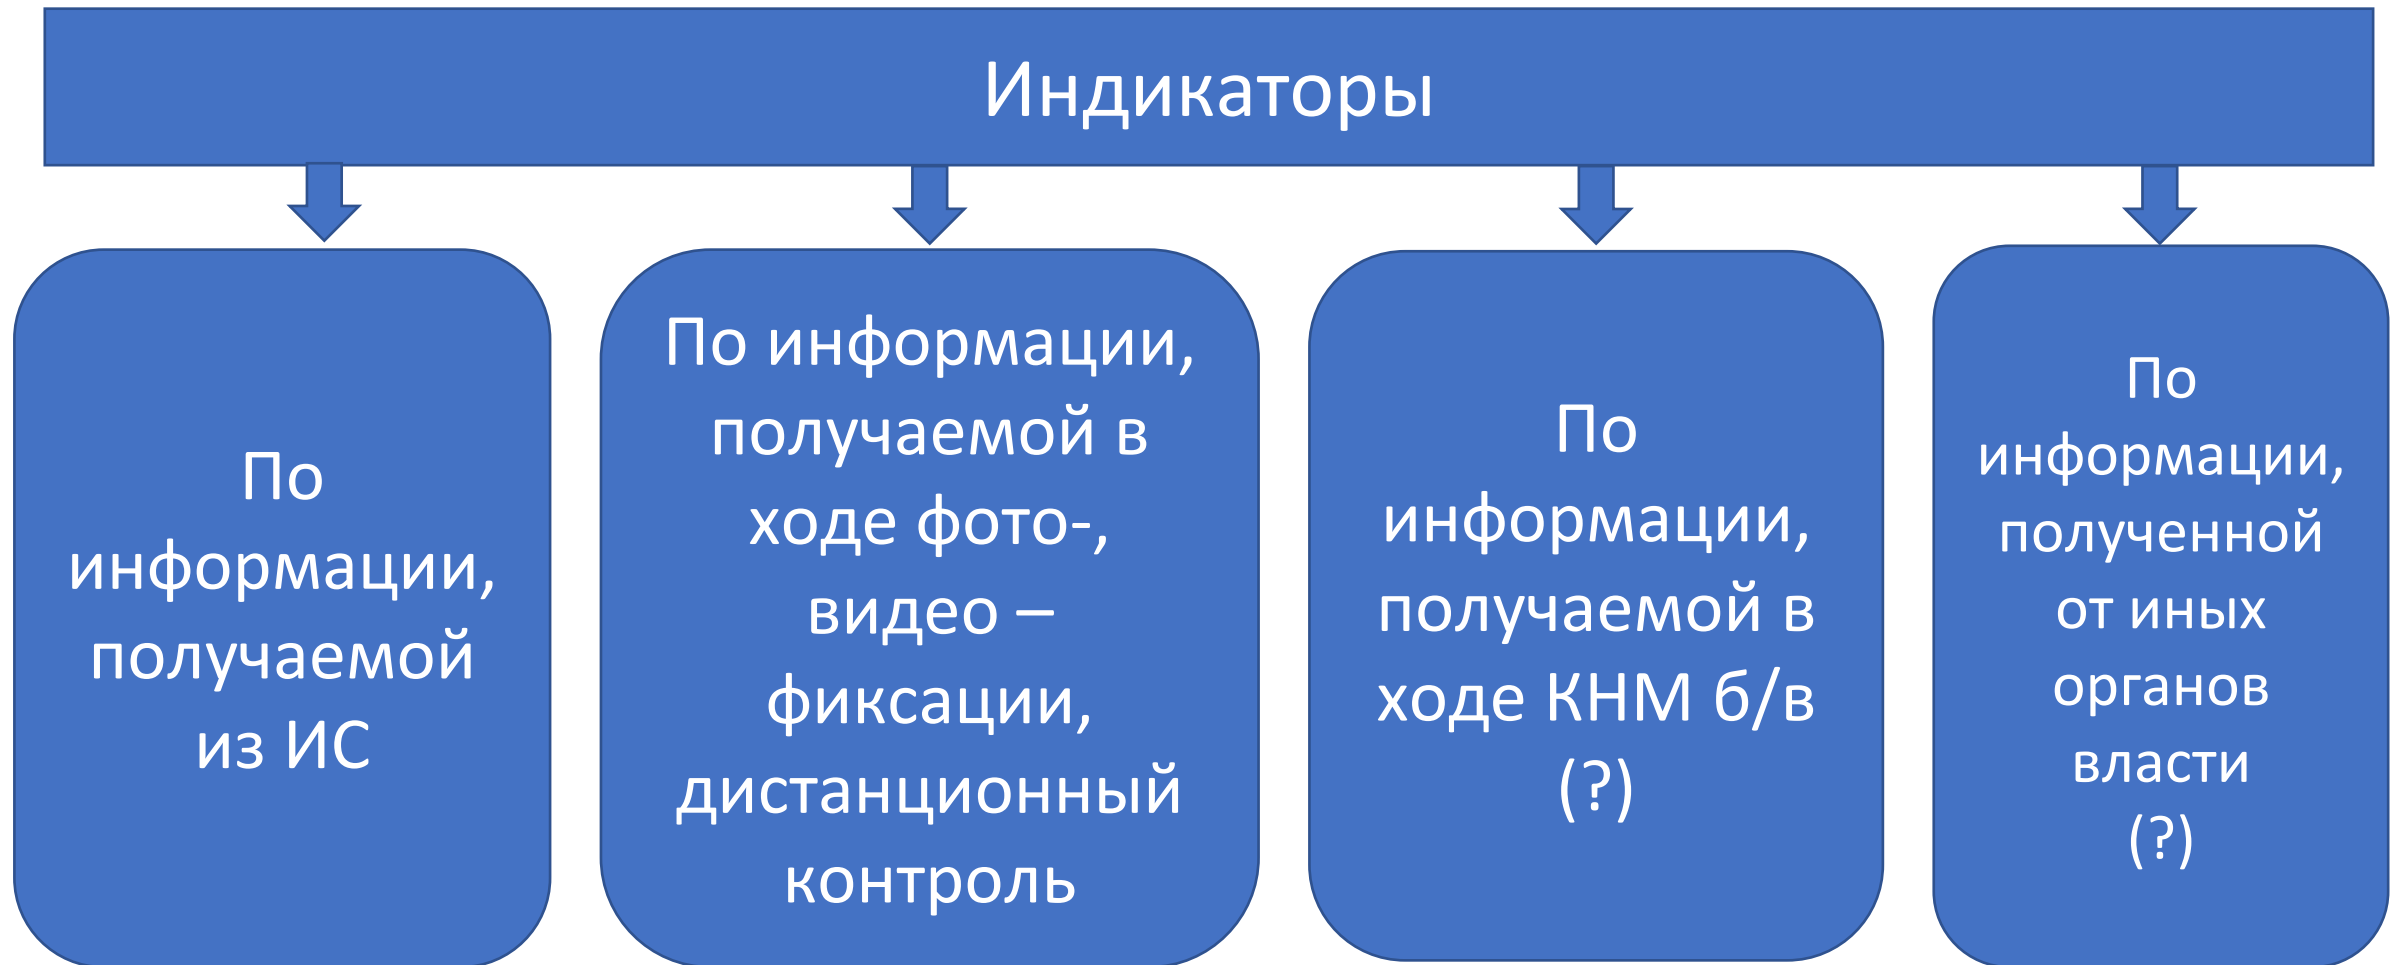 Индикаторы
По
информации,
получаемой
из ИС
По информации,
получаемой в
ходе фото-,
видео –
фиксации,
дистанционный
контроль
По
информации,
получаемой в
ходе КНМ б/в
(?)
По
информации,
полученной
от иных
органов
власти
(?)